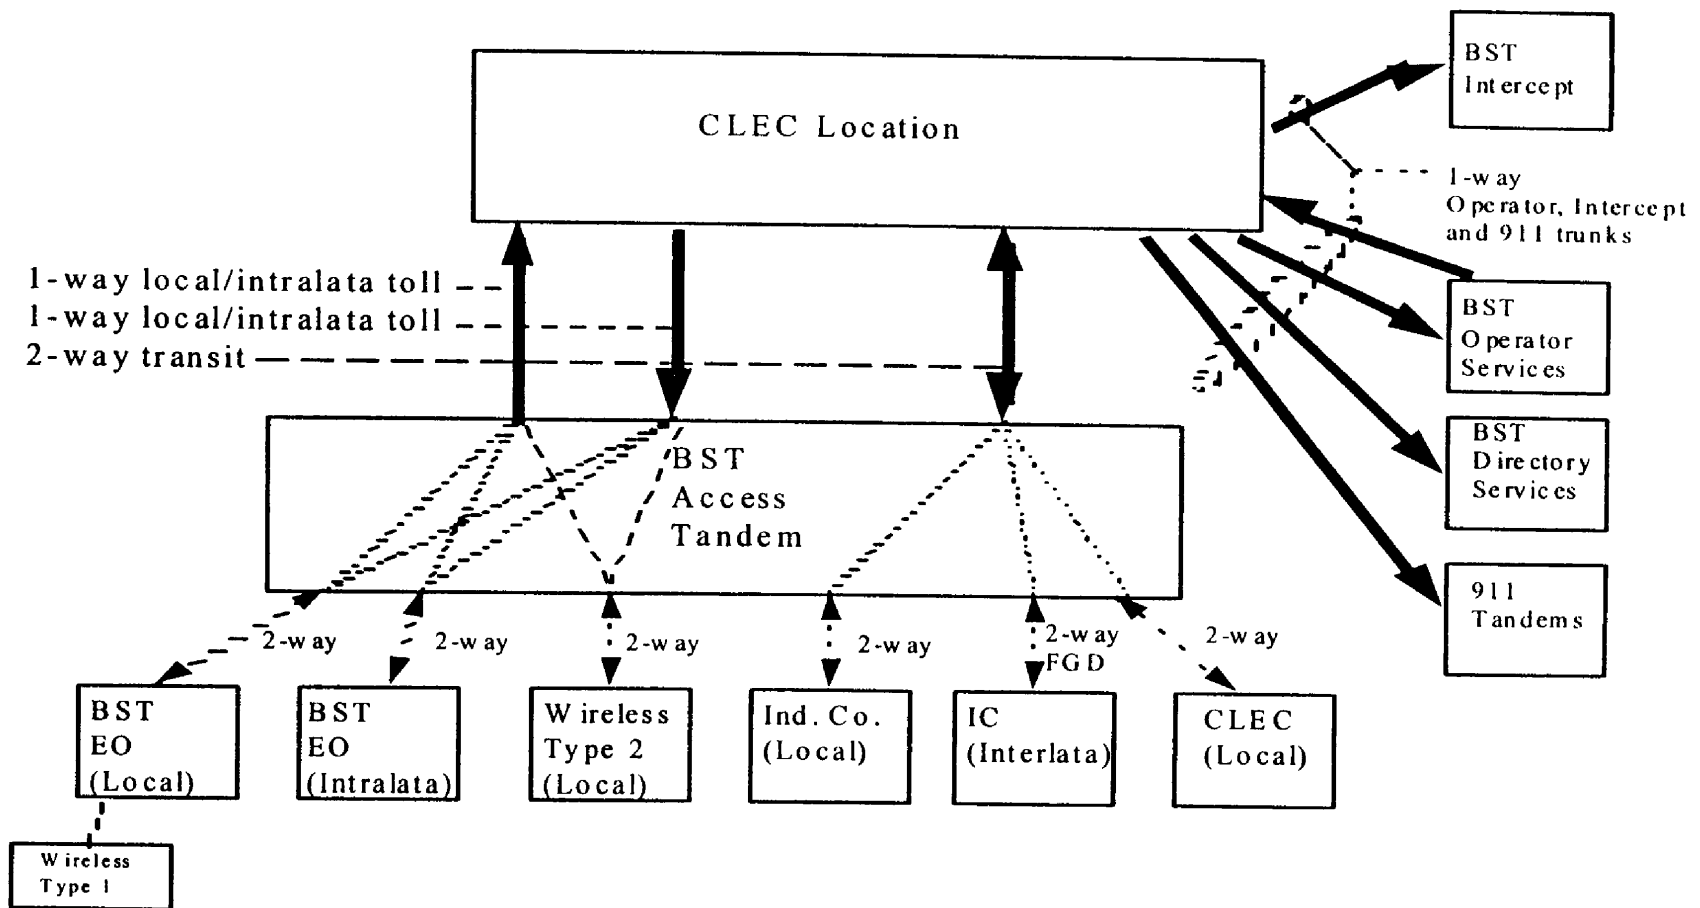 BST
Intercept
CLEC Location
1-way
Operator, Intercept
and 911 trunks
1-way local/intralata toll
1-way local/intralata toll
2-way transit
BST
Operator
Services
BST
Directory
Services
BST
Access
Tandem
911
Tandems
2-way
2-way
2-way
2-way
2-way
FGD
2-way
BST
EO
(Local)
BST
EO
(Intralata)
Wireless
Type 2
(Local)
Ind. Co.
(Local)
IC
(Interlata)
CLEC
(Local)
Wireless
Type 1